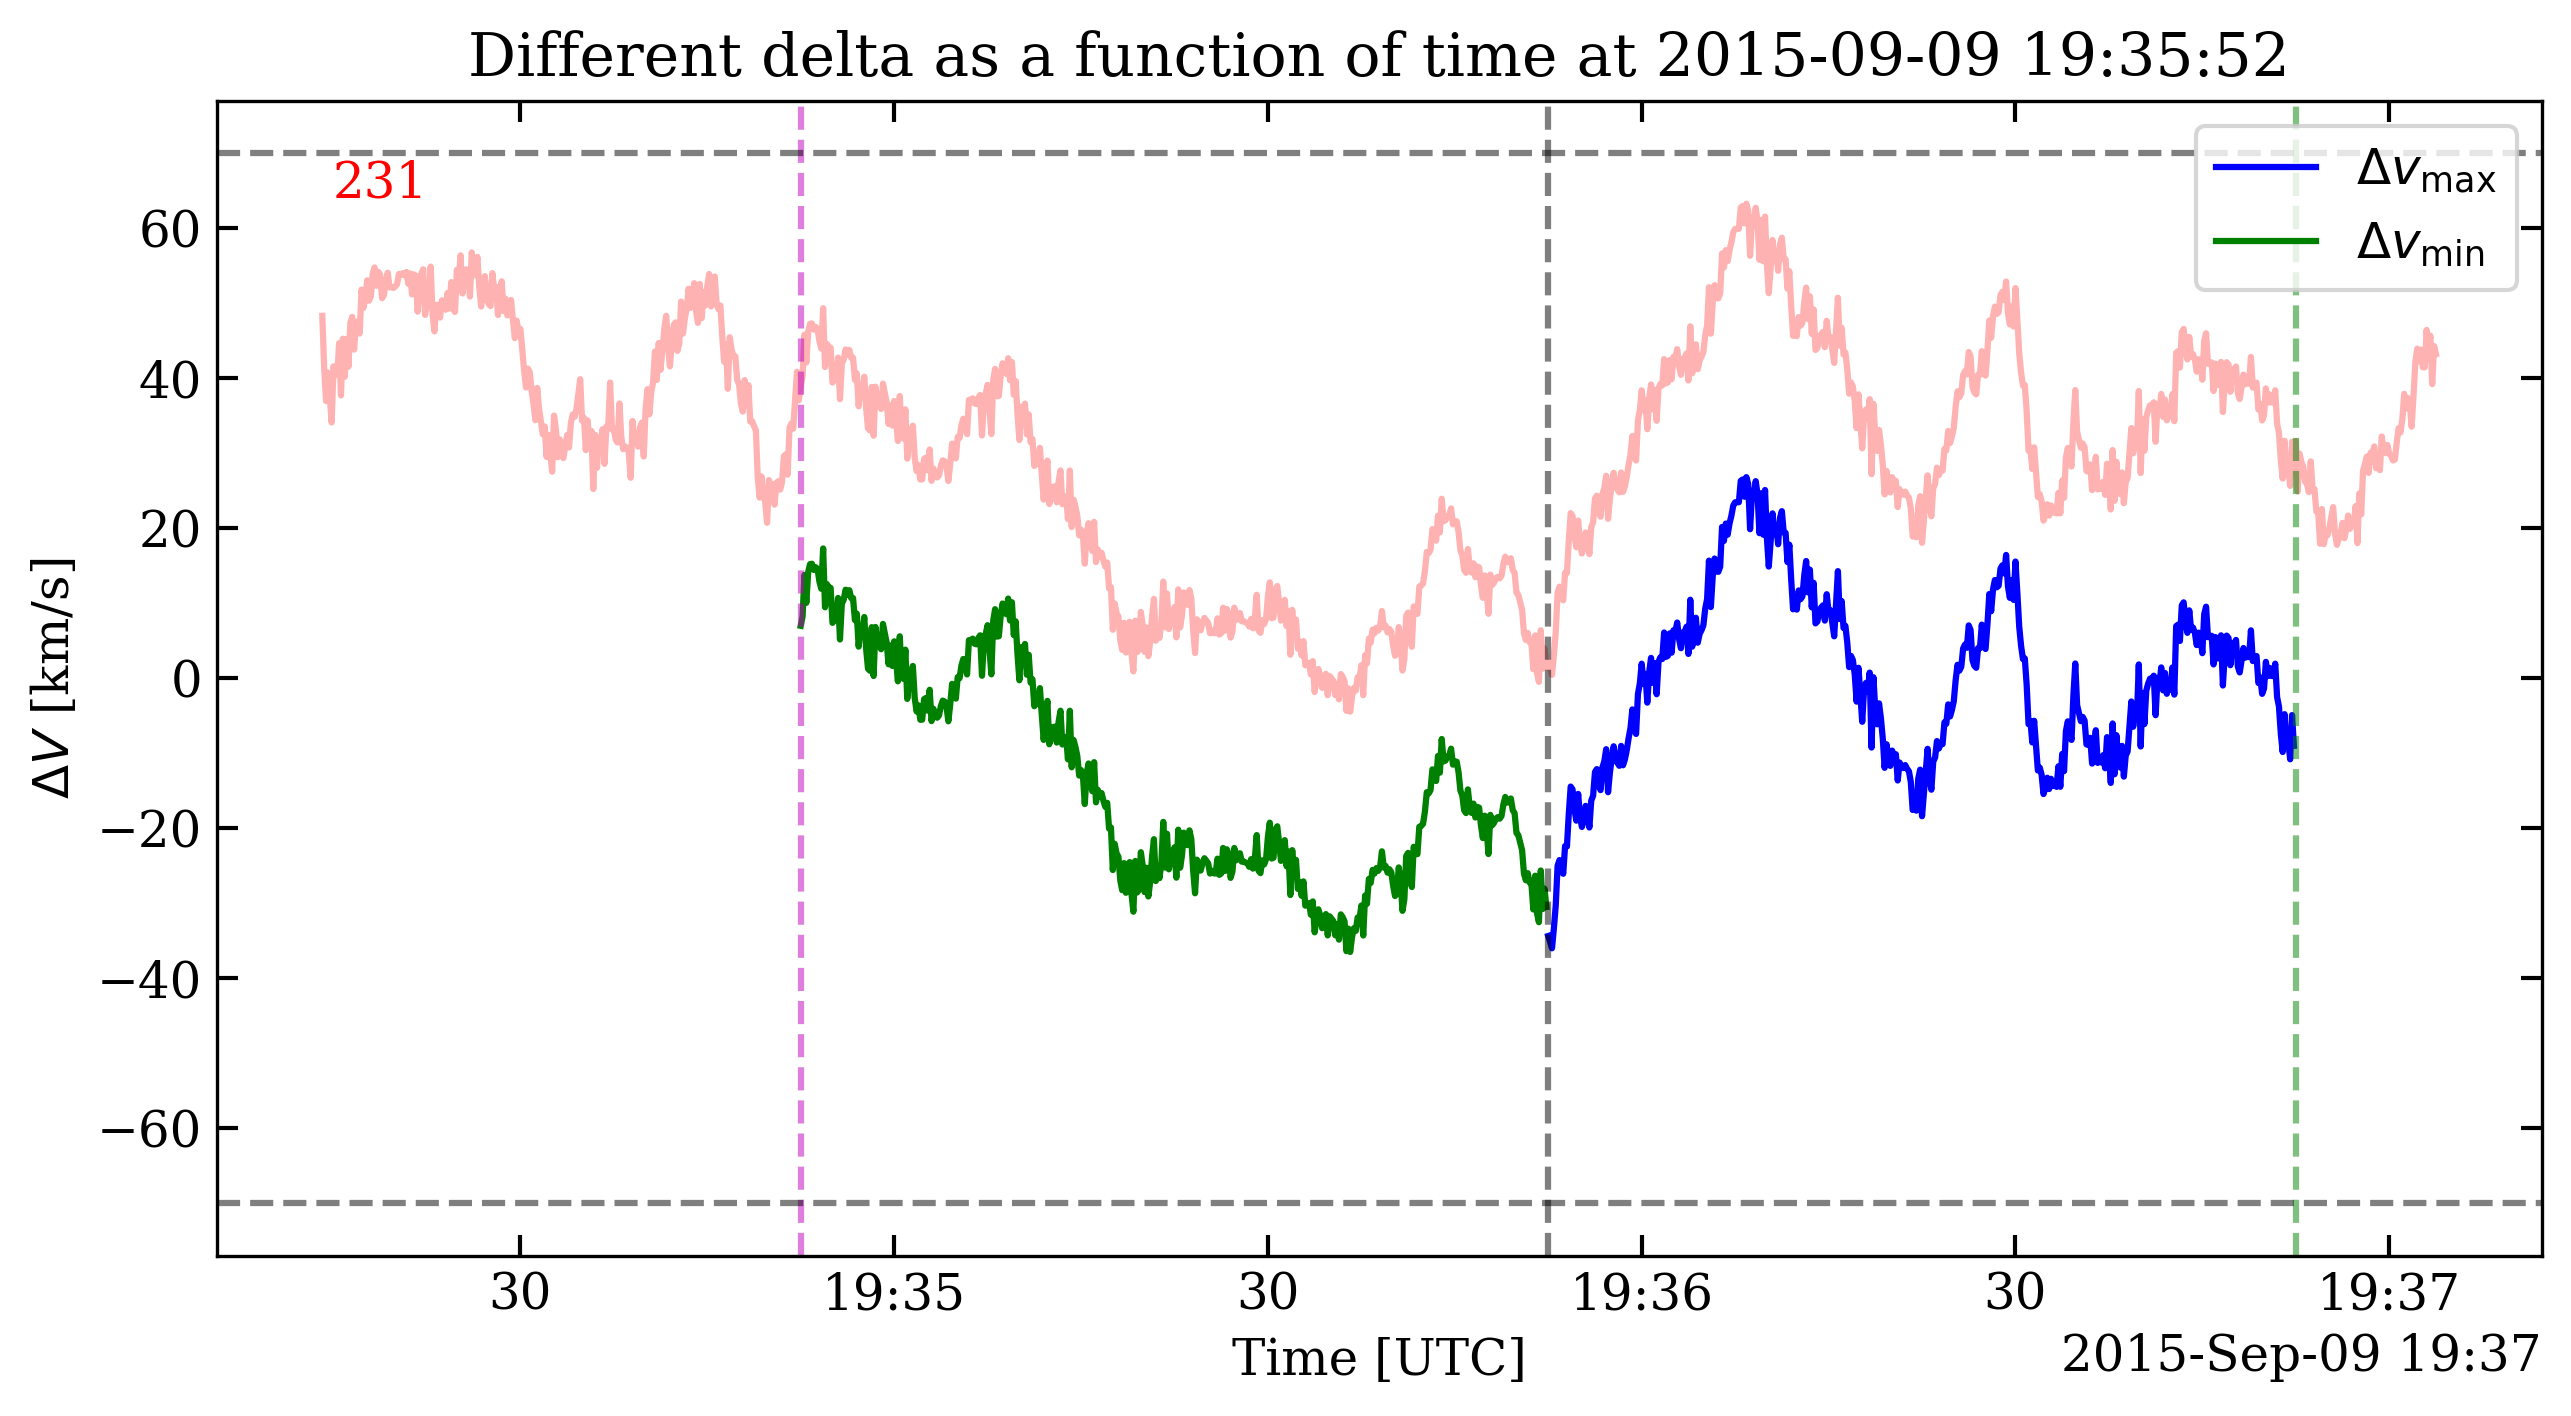 Different delta as a function of time at 2015-09-09 19:35:52
231
Δv_max
Δv_min
60
40
20
0
−20
−40
−60
ΔV [km/s]
30
19:35
30
19:36
30
19:37
Time [UTC]
2015-Sep-09 19:37